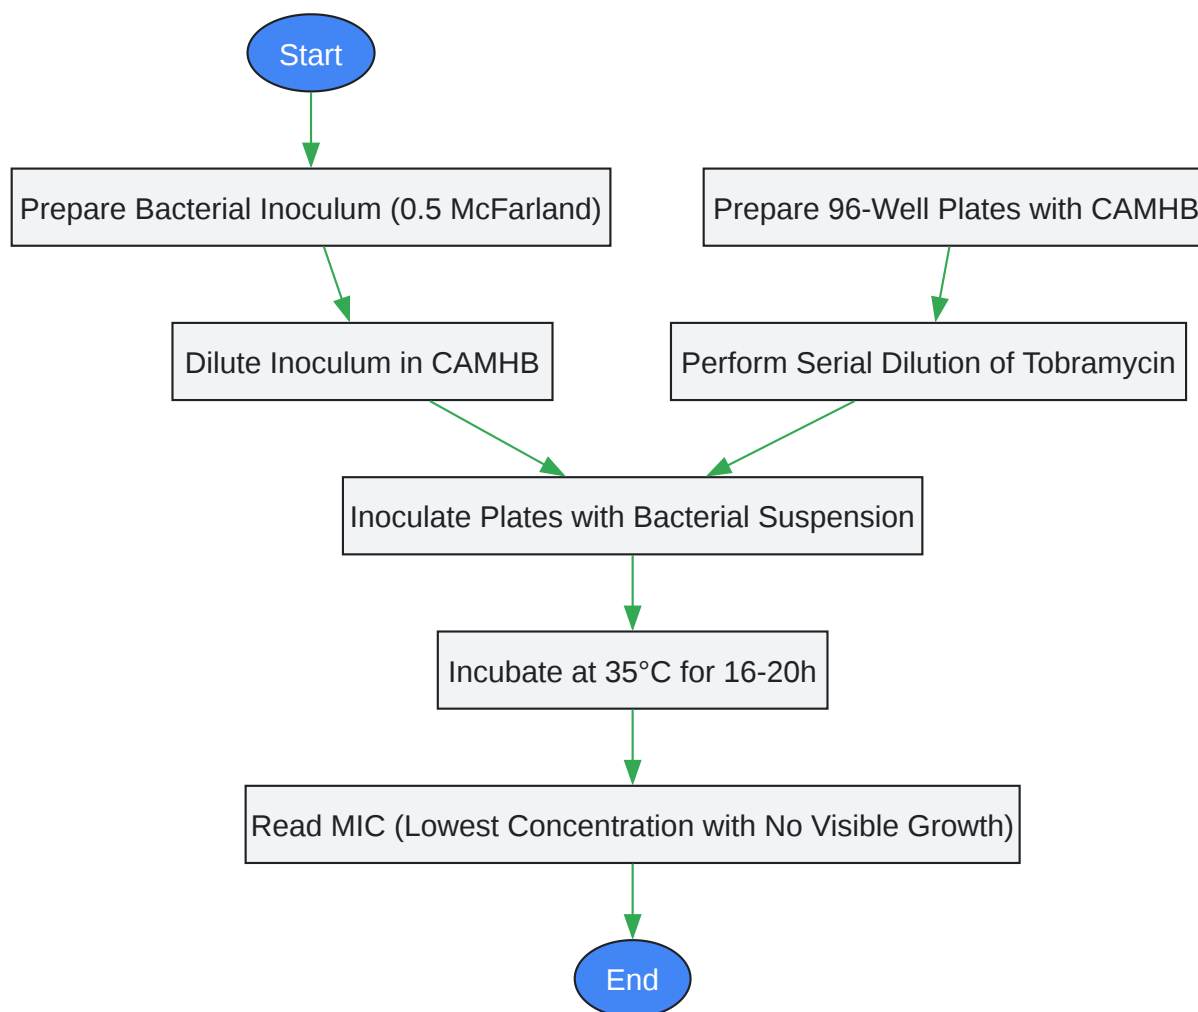 Start
Prepare Bacterial Inoculum (0.5 McFarland)
Prepare 96-Well Plates with CAMHB
Dilute Inoculum in CAMHB
Perform Serial Dilution of Tobramycin
Inoculate Plates with Bacterial Suspension
Incubate at 35°C for 16-20h
Read MIC (Lowest Concentration with No Visible Growth)
End